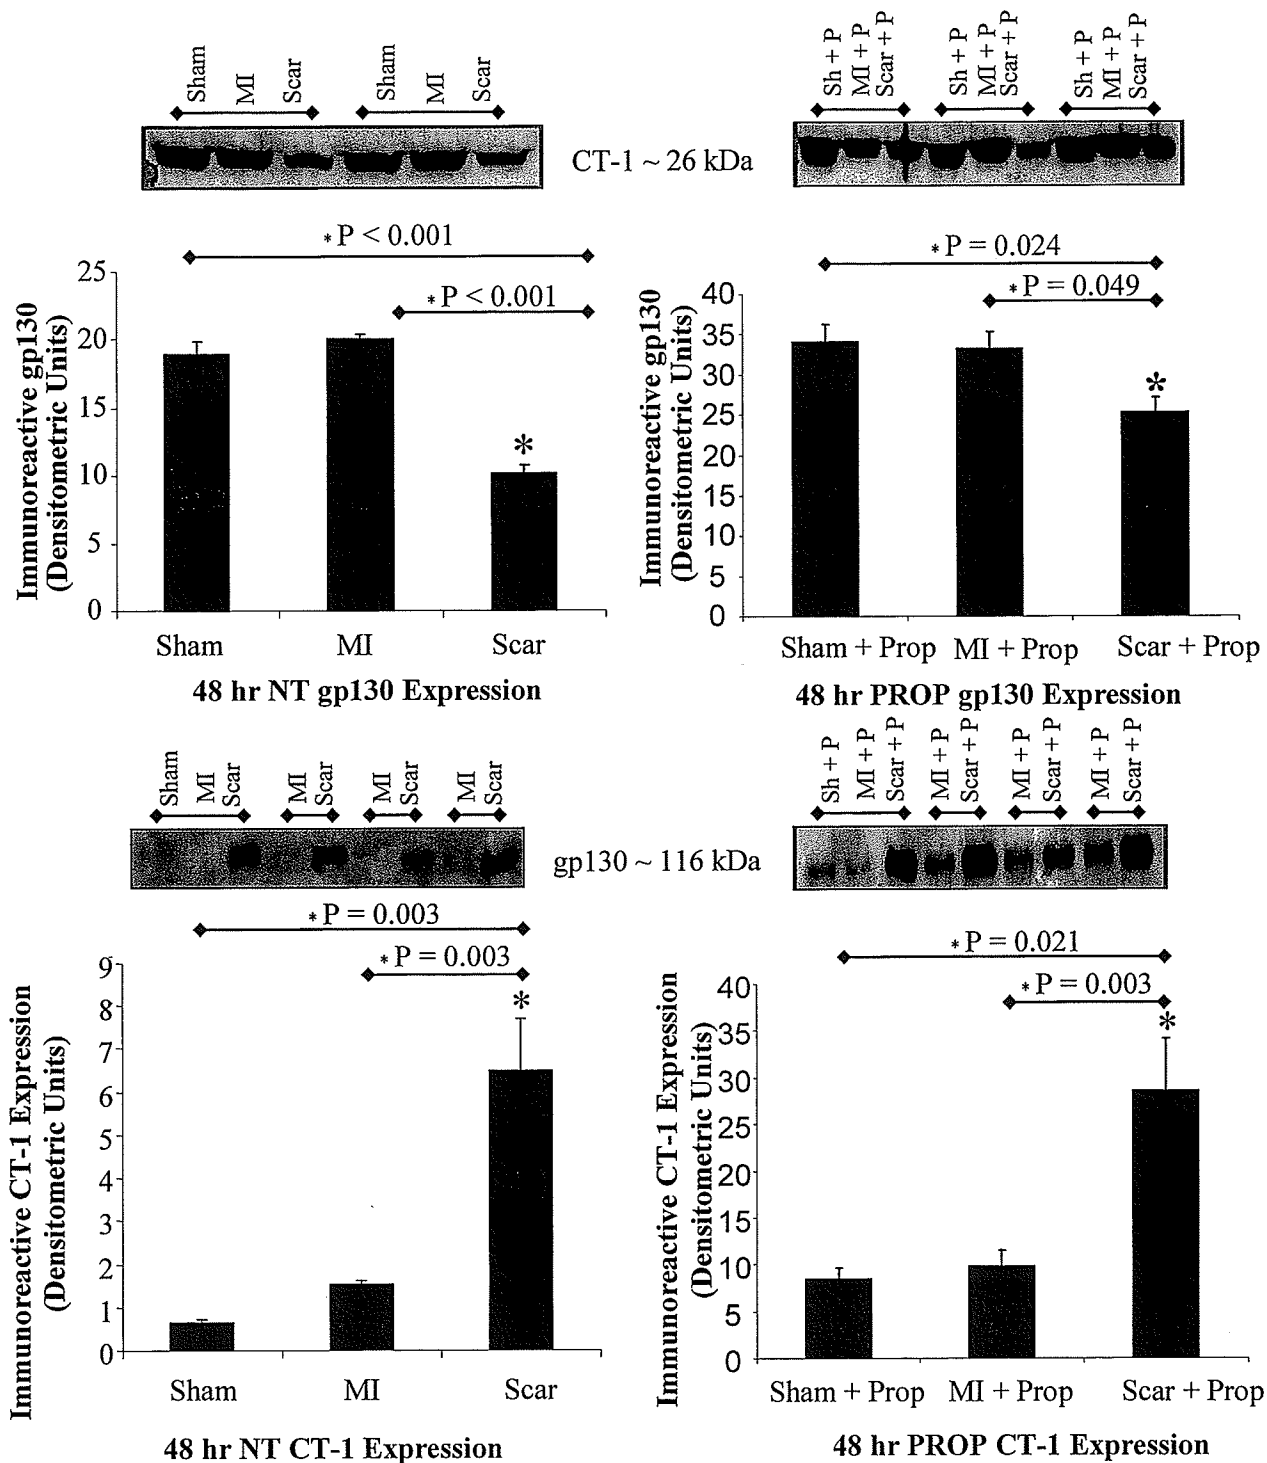 Sham
MI
Scar
Sham
MI
Scar
Sh + P
MI + P
Scar + P
Sh + P
MI + P
Scar + P
Sh + P
MI + P
Scar + P
CT-1 ~ 26 kDa
*P < 0.001
*P < 0.001
Immunoreactive gp130
(Densitometric Units)
25
20
15
10
5
0
*
Sham MI Scar
48 hr NT gp130 Expression
*P = 0.024
*P = 0.049
Immunoreactive gp130
(Densitometric Units)
40
35
30
25
20
15
10
5
0
*
Sham + Prop MI + Prop Scar + Prop
48 hr PROP gp130 Expression
Sham
MI
Scar
MI
Scar
MI
Scar
MI
Scar
Sh + P
MI + P
Scar + P
MI + P
Scar + P
MI + P
Scar + P
MI + P
Scar + P
gp130 ~ 116 kDa
*P = 0.003
*P = 0.003
Immunoreactive CT-1 Expression
(Densitometric Units)
9
8
7
6
5
4
3
2
1
0
*
Sham MI Scar
48 hr NT CT-1 Expression
*P = 0.021
*P = 0.003
Immunoreactive CT-1 Expression
(Densitometric Units)
40
35
30
25
20
15
10
5
0
*
Sham + Prop MI + Prop Scar + Prop
48 hr PROP CT-1 Expression